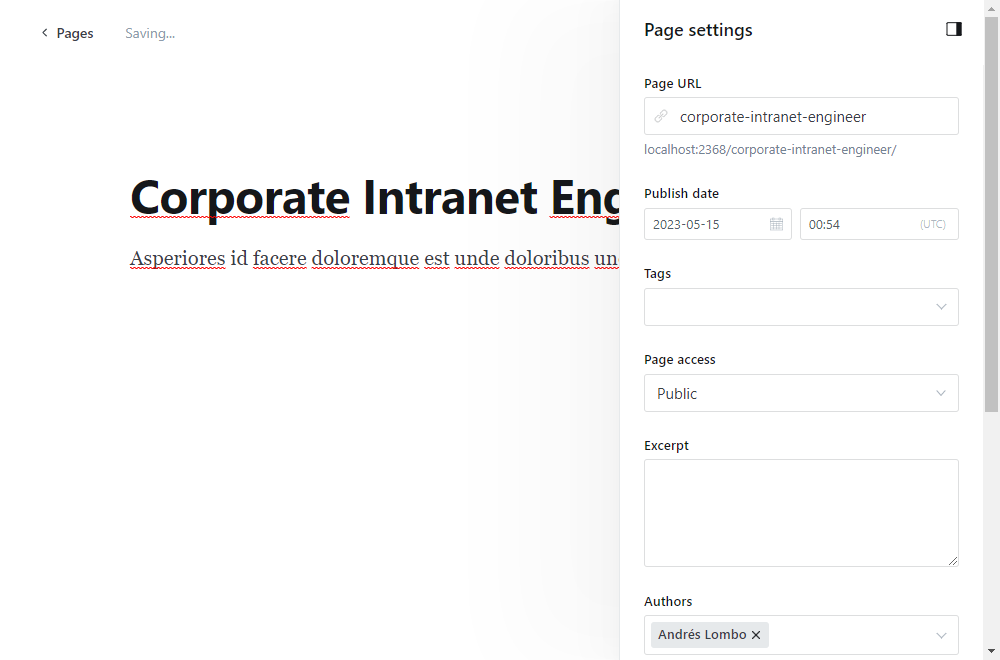 Pages
Saving...
Corporate Intranet
Asperiores id facere doloremque est unde doloribus
Page settings
Page URL
corporate-intranet-engineer
localhost:2368/corporate-intranet-engineer/
Publish date
2023-05-15
00:54
(UTC)
Tags
Page access
Public
Excerpt
Authors
Andrés Lombo ×